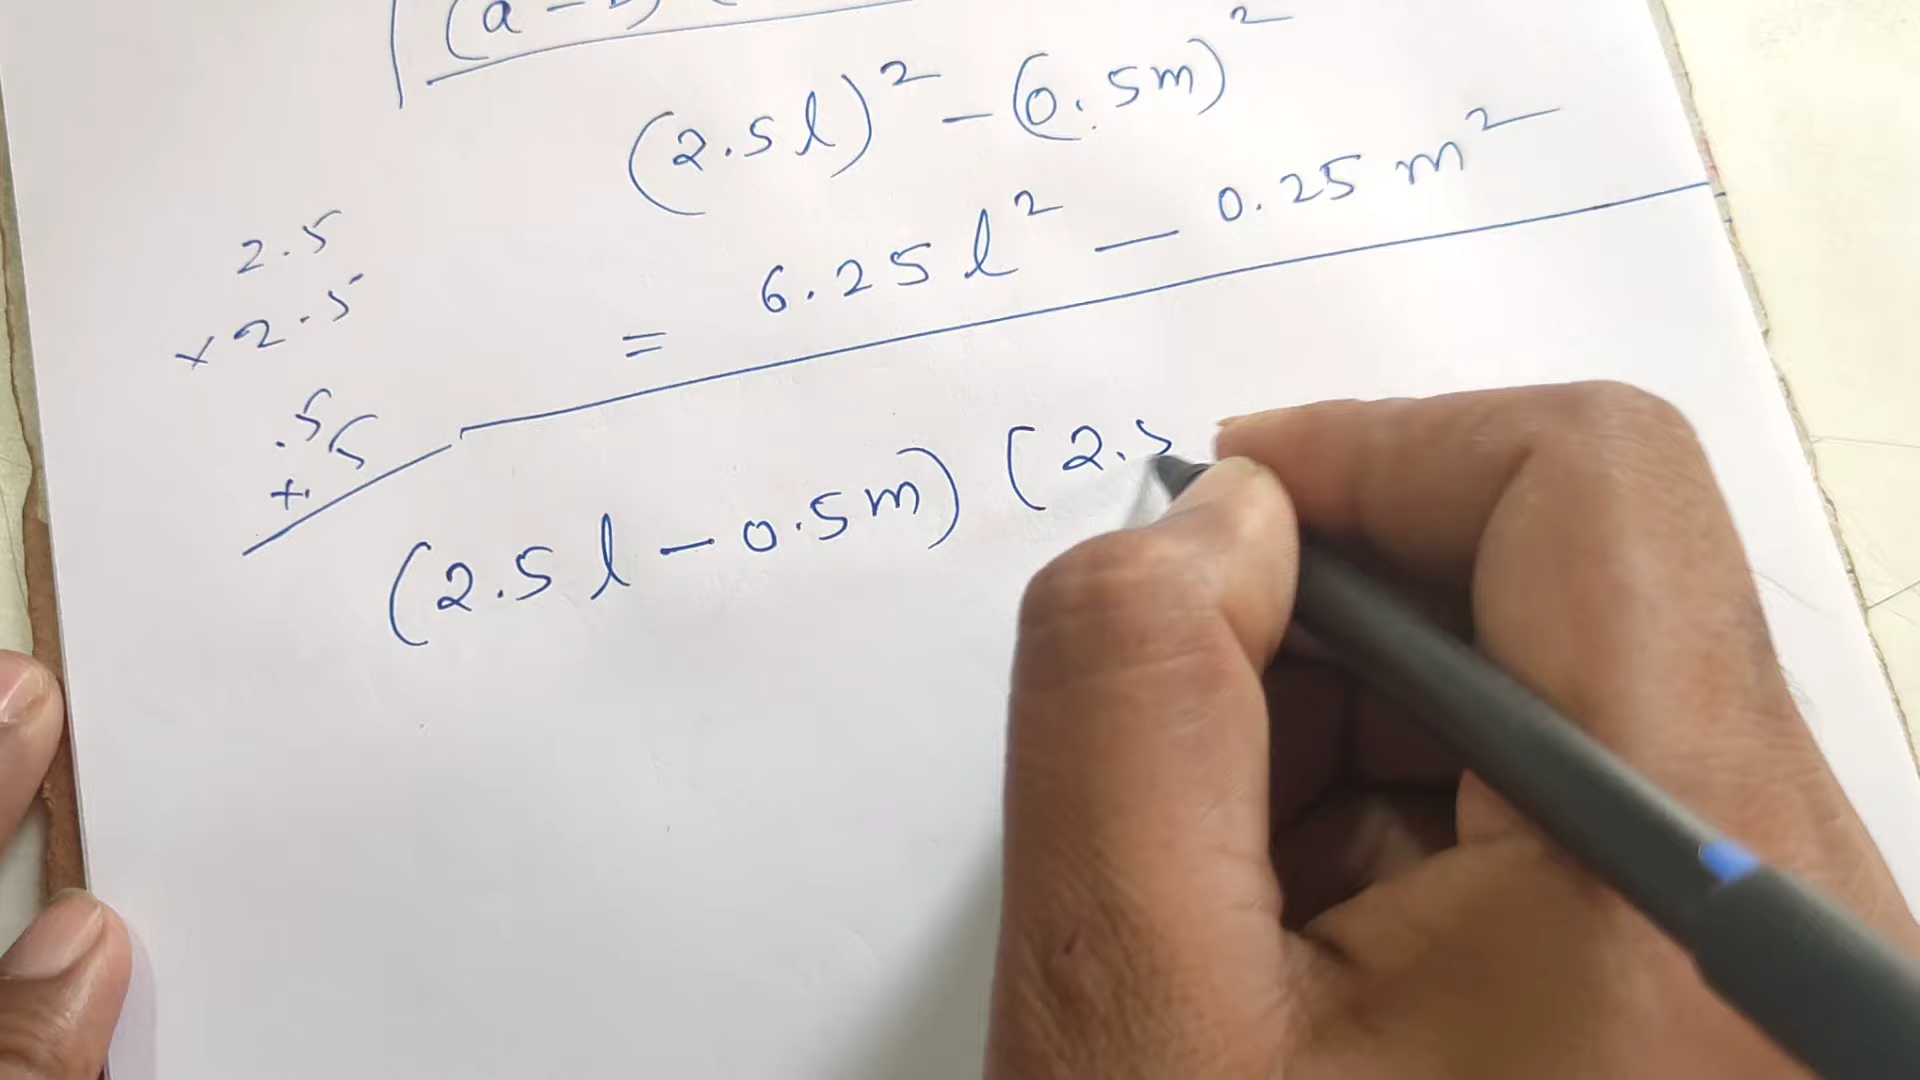 (a -
(2.5l)² - (0.5m)²
= 6.25l² - 0.25m²
2.5
x 2.5
.5
x .5
(2.5l - 0.5m) (2.5